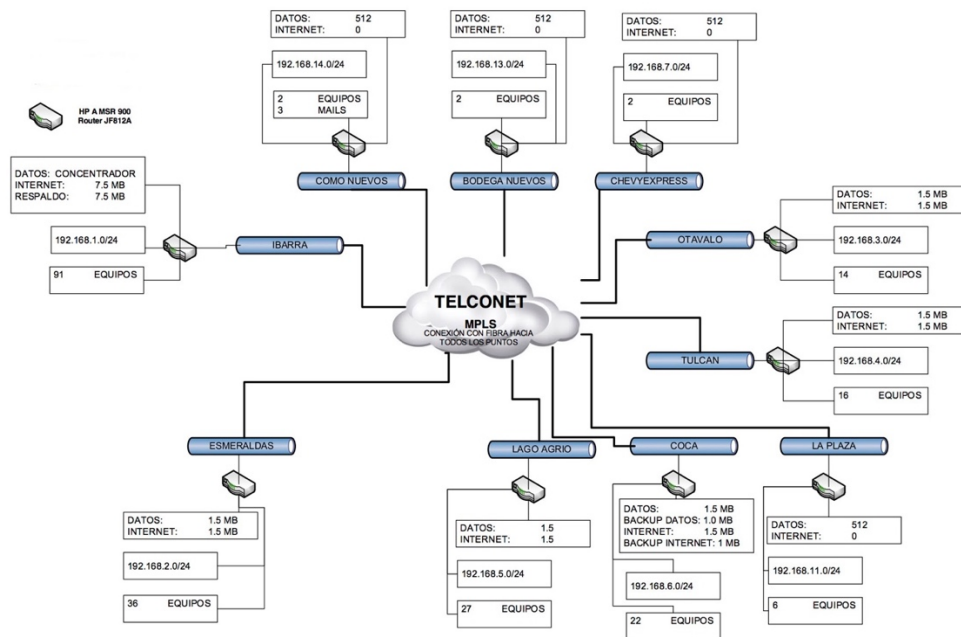 DATOS: 512
INTERNET: 0
192.168.14.0/24
2 EQUIPOS
3 MAILS
COMO NUEVOS
DATOS: 512
INTERNET: 0
192.168.13.0/24
2 EQUIPOS
BODEGA NUEVOS
DATOS: 512
INTERNET: 0
192.168.7.0/24
2 EQUIPOS
CHEVYEXPRESS
HP A MSR 900
Router JF812A
DATOS: CONCENTRADOR
INTERNET: 7.5 MB
RESPALDO: 7.5 MB
192.168.1.0/24
91 EQUIPOS
IBARRA
OTAVALO
DATOS: 1.5 MB
INTERNET: 1.5 MB
192.168.3.0/24
14 EQUIPOS
TELCONET
MPLS
CONEXIÓN CON FIBRA HACIA
TODOS LOS PUNTOS
TULCAN
DATOS: 1.5 MB
INTERNET: 1.5 MB
192.168.4.0/24
16 EQUIPOS
ESMERALDAS
DATOS: 1.5 MB
INTERNET: 1.5 MB
192.168.2.0/24
36 EQUIPOS
LAGO AGRIO
DATOS: 1.5
INTERNET: 1.5
192.168.5.0/24
27 EQUIPOS
COCA
DATOS: 1.5 MB
BACKUP DATOS: 1.0 MB
INTERNET: 1.5 MB
BACKUP INTERNET: 1 MB
192.168.6.0/24
22 EQUIPOS
LA PLAZA
DATOS: 512
INTERNET: 0
192.168.11.0/24
6 EQUIPOS